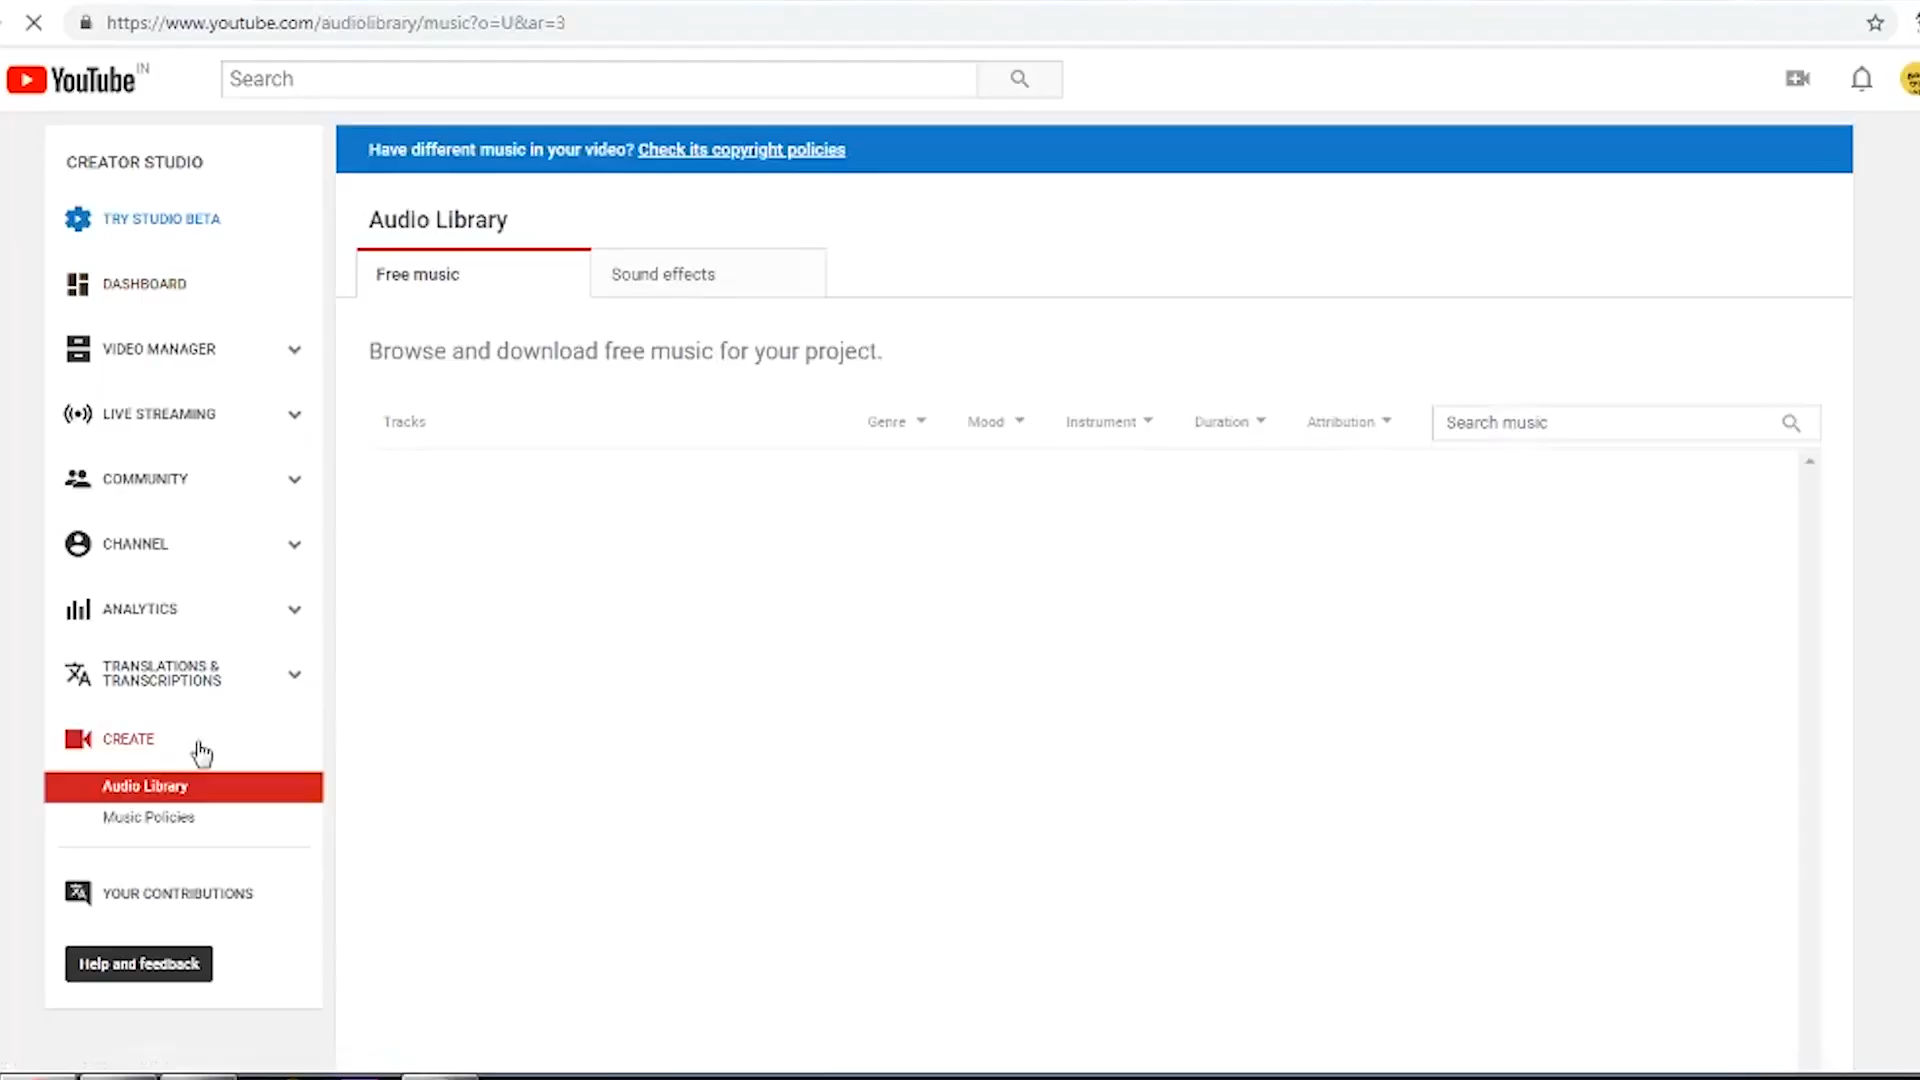 https://www.youtube.com/audiolibrary/music?o=U&ar=3
YouTube IN
Search
CREATOR STUDIO
TRY STUDIO BETA
DASHBOARD
VIDEO MANAGER
LIVE STREAMING
COMMUNITY
CHANNEL
ANALYTICS
TRANSLATIONS &
TRANSCRIPTIONS
CREATE
Audio Library
Music Policies
YOUR CONTRIBUTIONS
Help and feedback
Have different music in your video? Check its copyright policies
Audio Library
Free music
Sound effects
Browse and download free music for your project.
Tracks
Genre
Mood
Instrument
Duration
Attribution
Search music